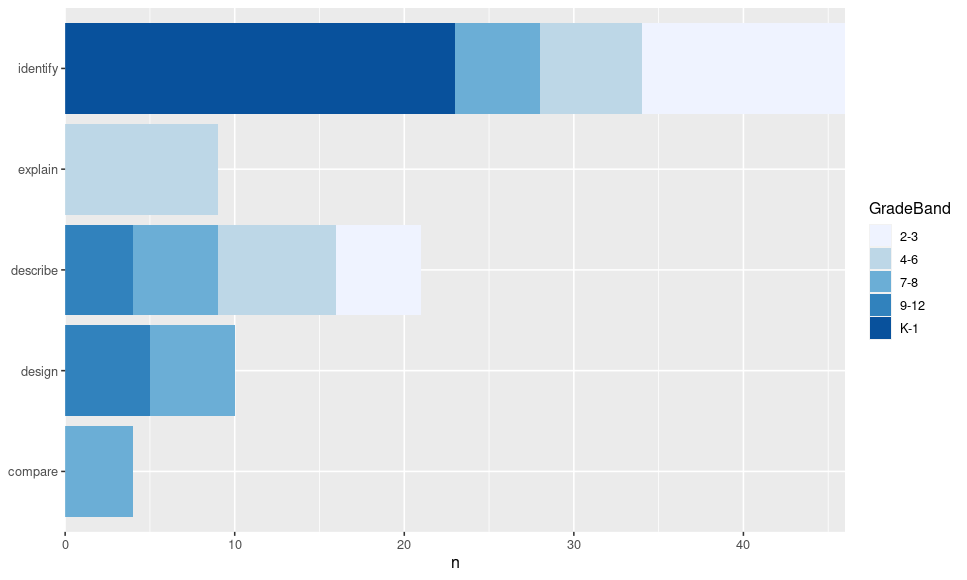 identify
explain
describe
design
compare
0 10 20 30 40
n
GradeBand
2-3
4-6
7-8
9-12
K-1